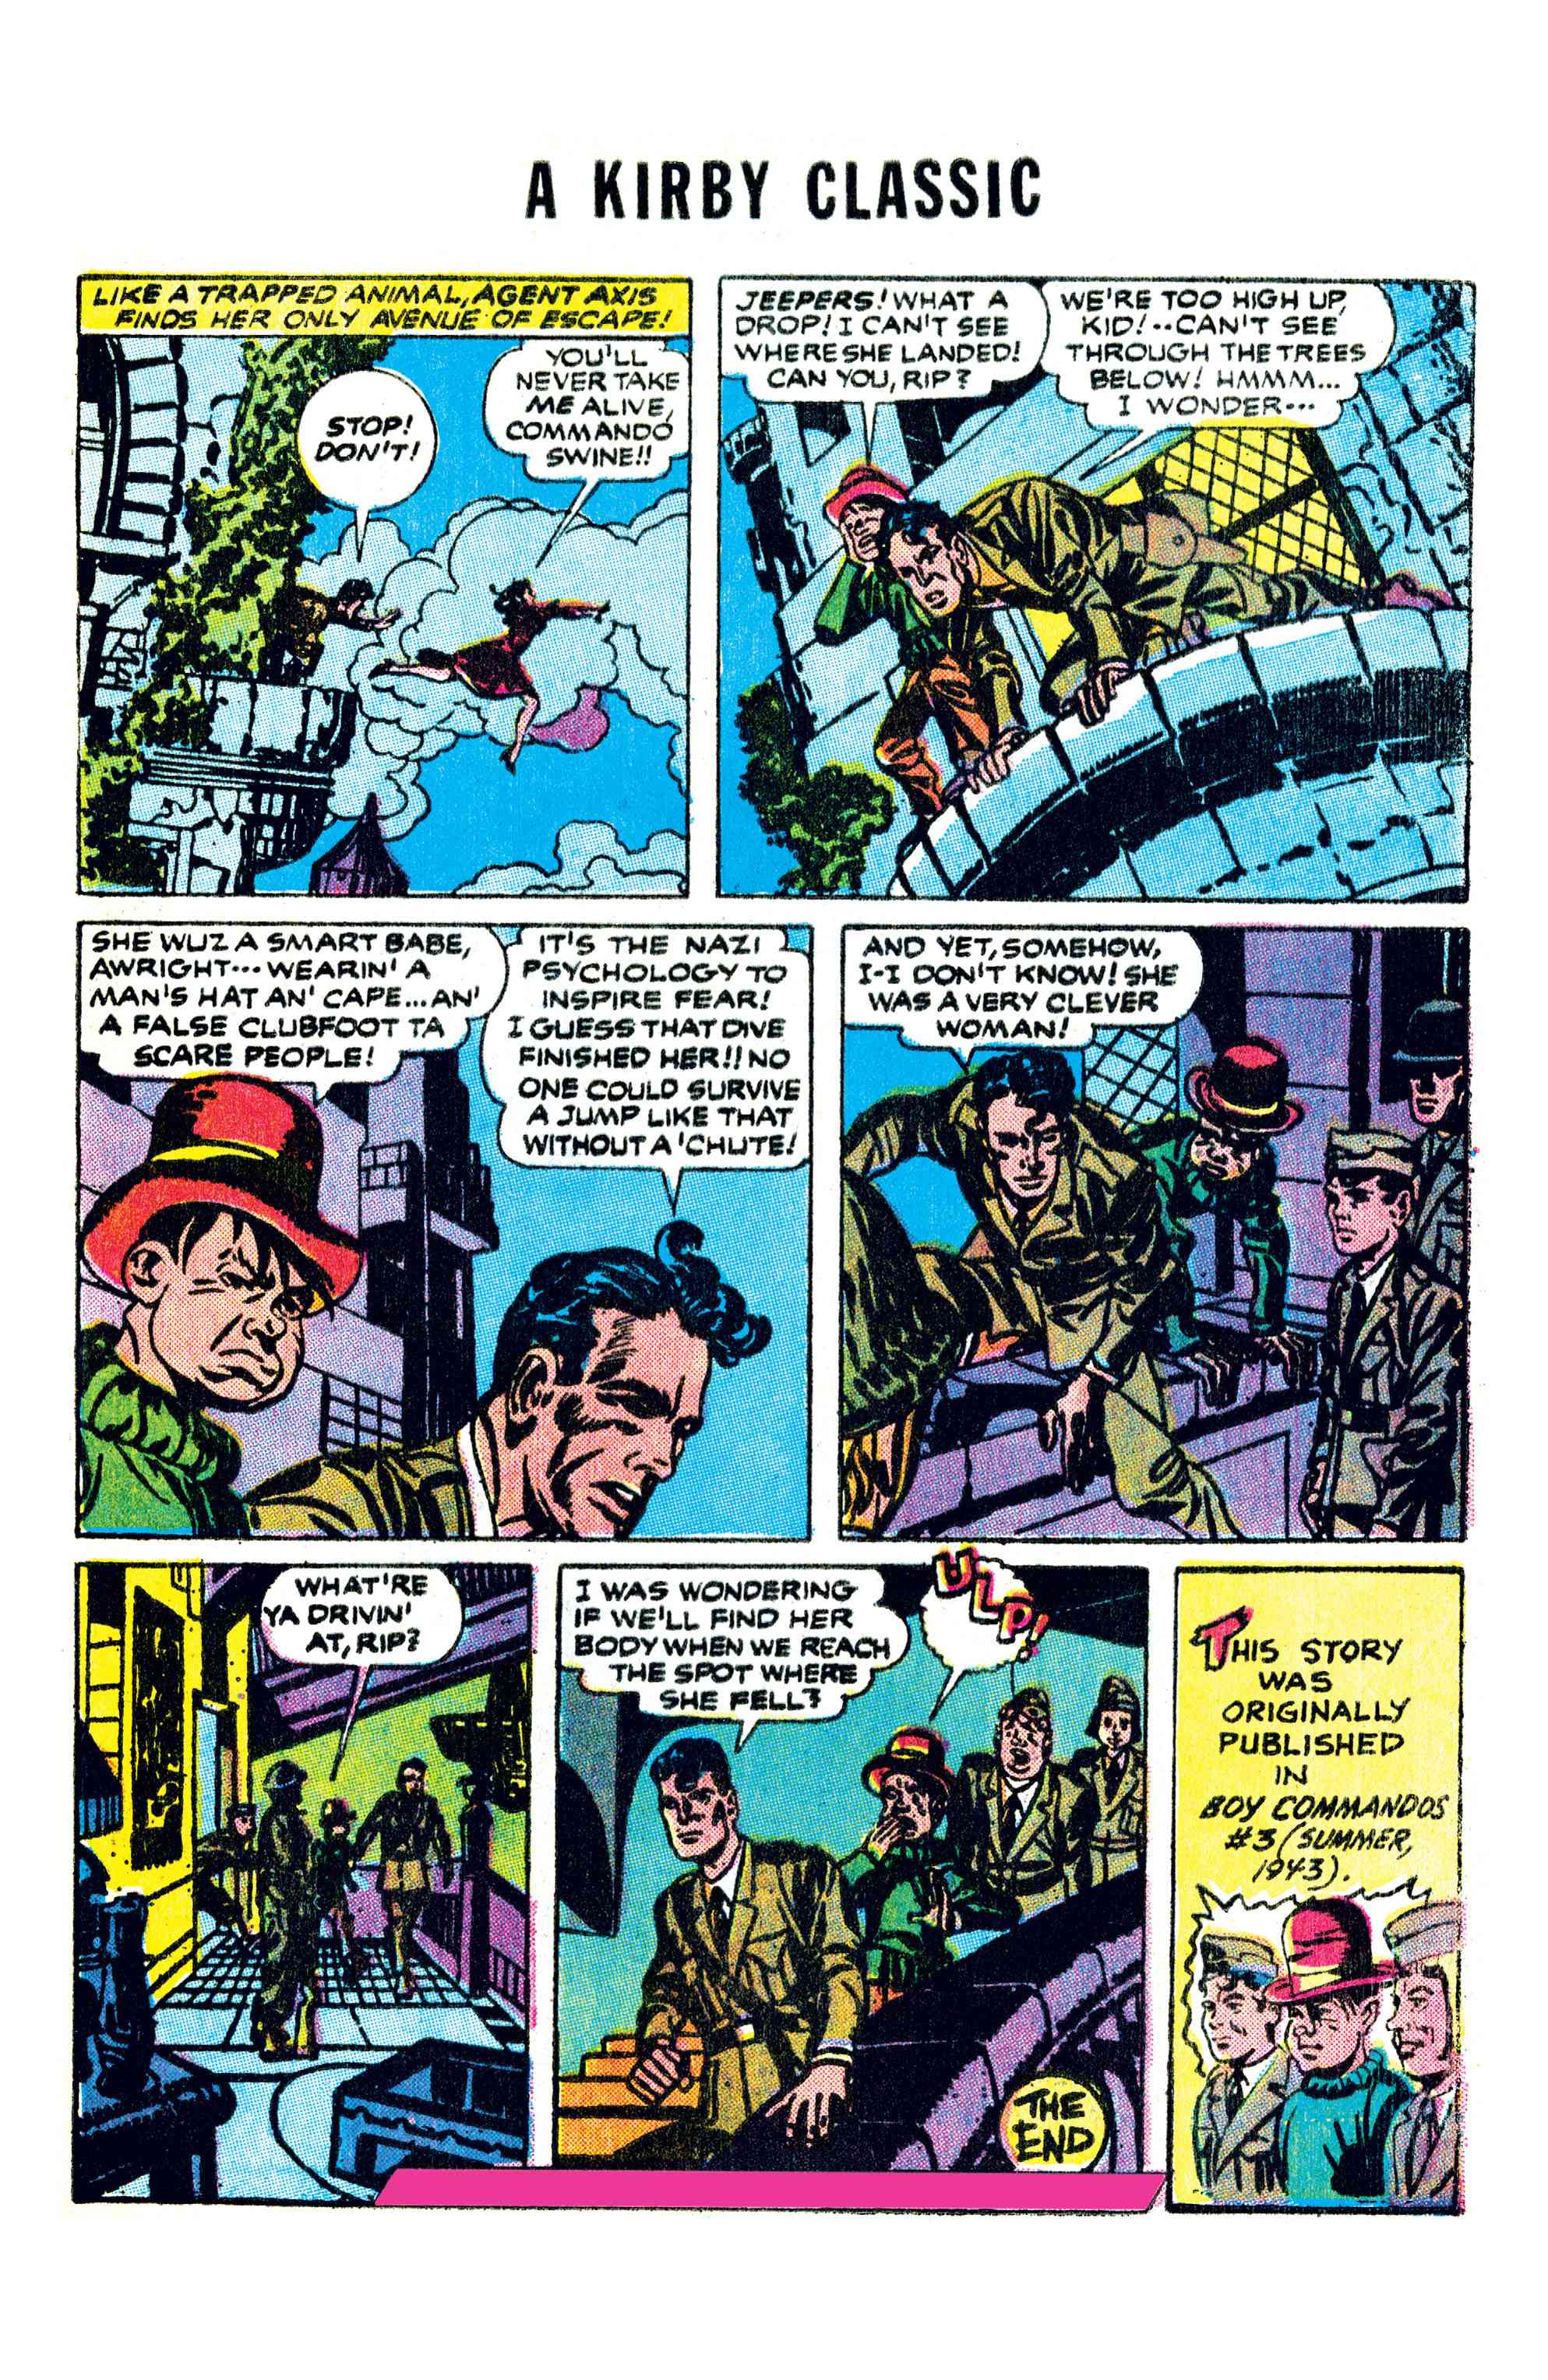 A KIRBY CLASSIC
LIKE A TRAPPED ANIMAL, AGENT AXIS
FINDS HER ONLY AVENUE OF ESCAPE!
STOP!
DON'T!
YOU'LL
NEVER TAKE
ME ALIVE,
COMMANDO
SWINE!!
JEEPERS! WHAT A
DROP! I CAN'T SEE
WHERE SHE LANDED!
CAN YOU, RIP?
WE'RE TOO HIGH UP,
KID!--CAN'T SEE
THROUGH THE TREES
BELOW! HMMM...
I WONDER---
SHE WUZ A SMART BABE,
AWRIGHT--- WEARIN' A
MAN'S HAT AN' CAPE...AN'
A FALSE CLUBFOOT TA
SCARE PEOPLE!
IT'S THE NAZI
PSYCHOLOGY TO
INSPIRE FEAR!
I GUESS THAT DIVE
FINISHED HER!! NO
ONE COULD SURVIVE
A JUMP LIKE THAT
WITHOUT A 'CHUTE!
AND YET, SOMEHOW,
I-I DON'T KNOW! SHE
WAS A VERY CLEVER
WOMAN!
WHAT'RE
YA DRIVIN'
AT, RIP?
I WAS WONDERING
IF WE'LL FIND HER
BODY WHEN WE REACH
THE SPOT WHERE
SHE FELL?
ULP!
THE
END
THIS STORY
WAS
ORIGINALLY
PUBLISHED
IN
BOY COMMANDOS
#3 (SUMMER,
1943).